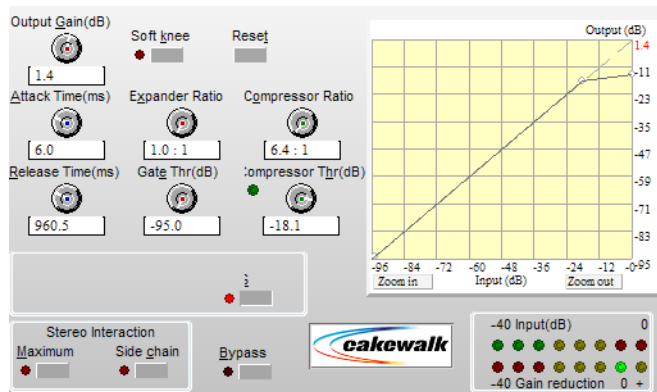 Output Gain(dB)
Soft knee
Reset
1.4
Attack Time(ms)
Expander Ratio
Compressor Ratio
6.0
1.0 : 1
6.4 : 1
Release Time(ms)
Gate Thr(dB)
Compressor Thr(dB)
960.5
-95.0
-18.1
Stereo Interaction
Maximum
Side chain
Bypass
cakewalk
Output (dB)
1.4
-11
-23
-35
-47
-59
-71
-83
-95
-96 -84 -72 -60 -48 -36 -24 -12 -0
Zoom in
Input (dB)
Zoom out
-40 Input(dB) 0
-40 Gain reduction 0 +